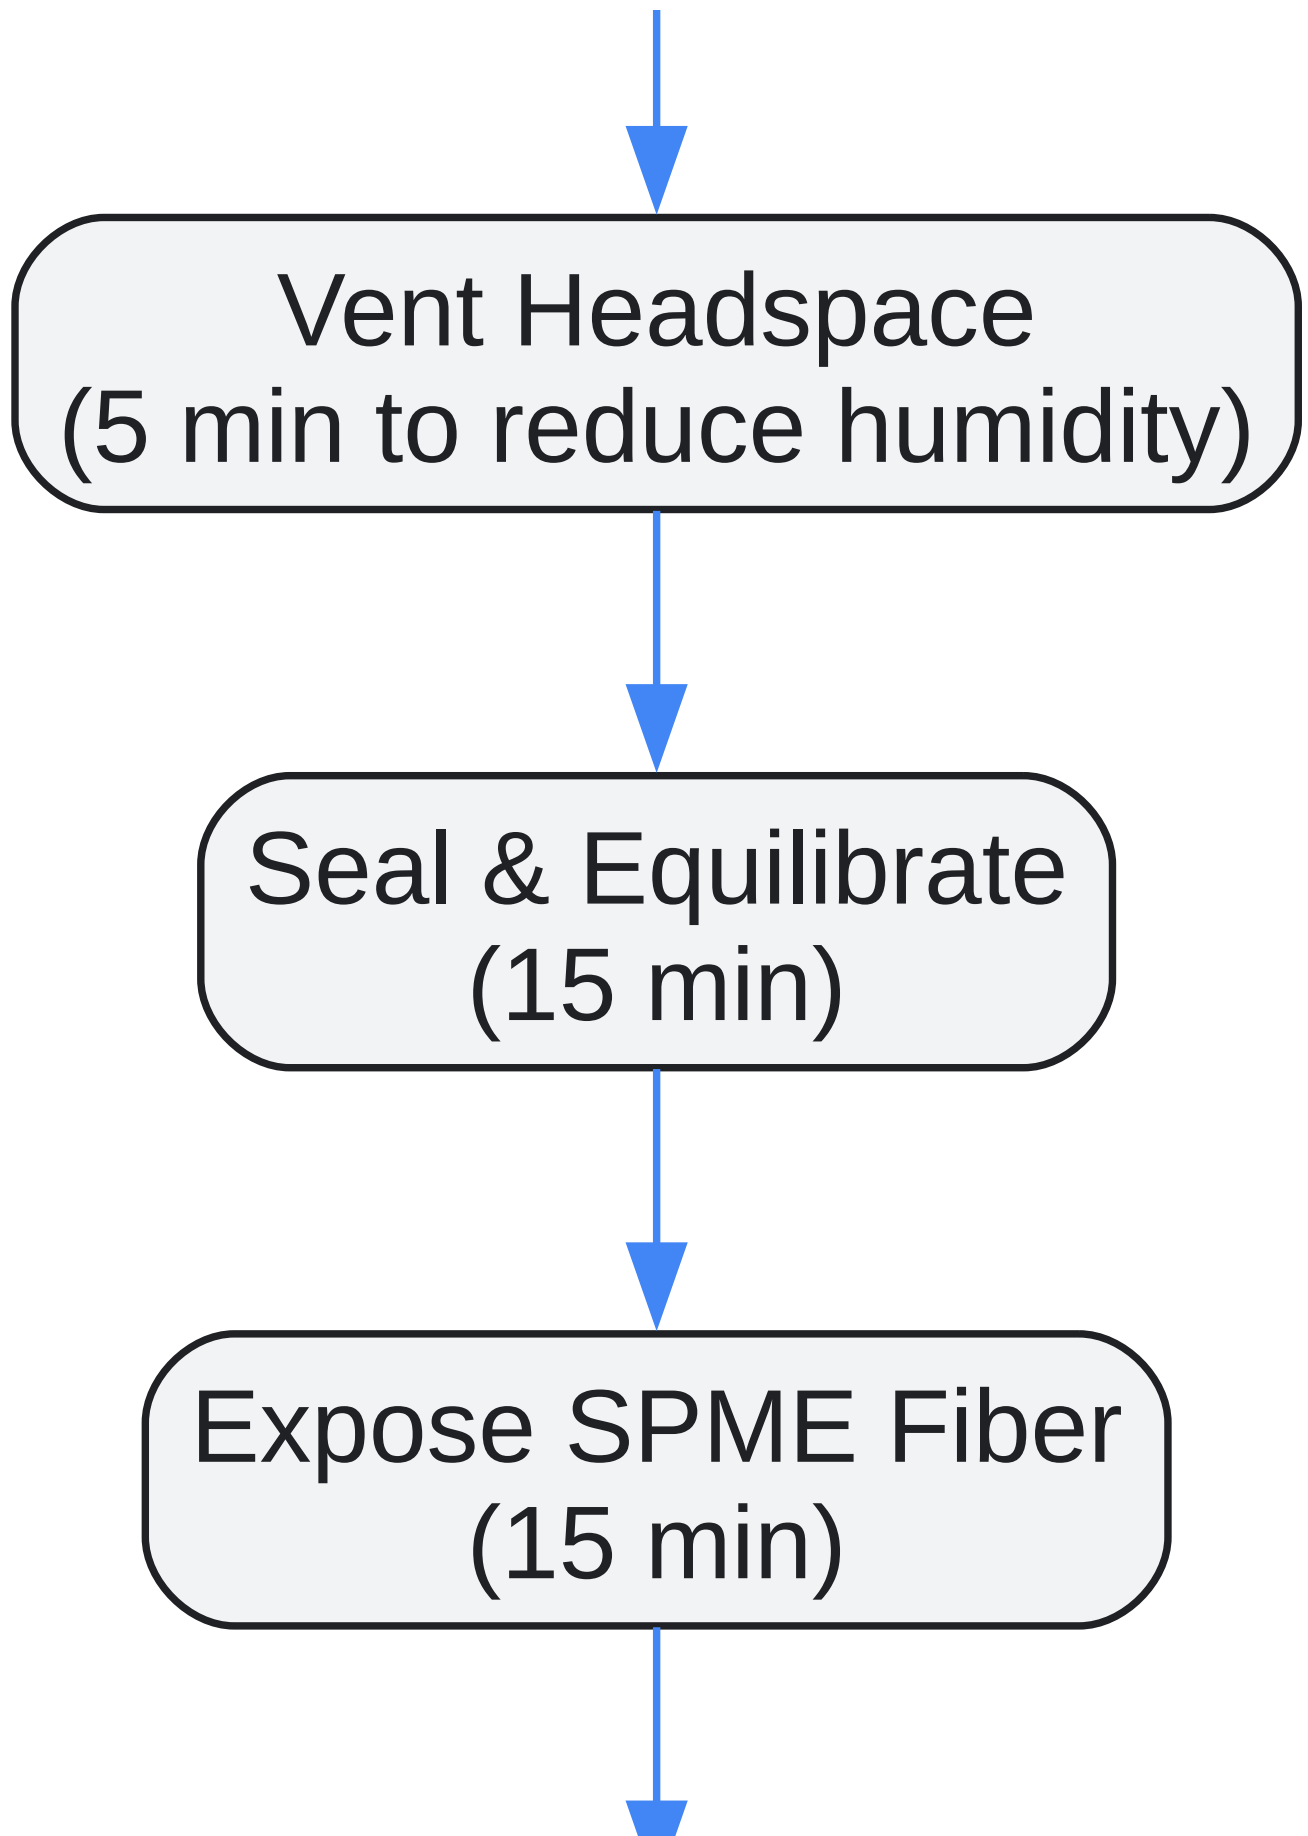 Vent Headspace
(5 min to reduce humidity)
Seal & Equilibrate
(15 min)
Expose SPME Fiber
(15 min)